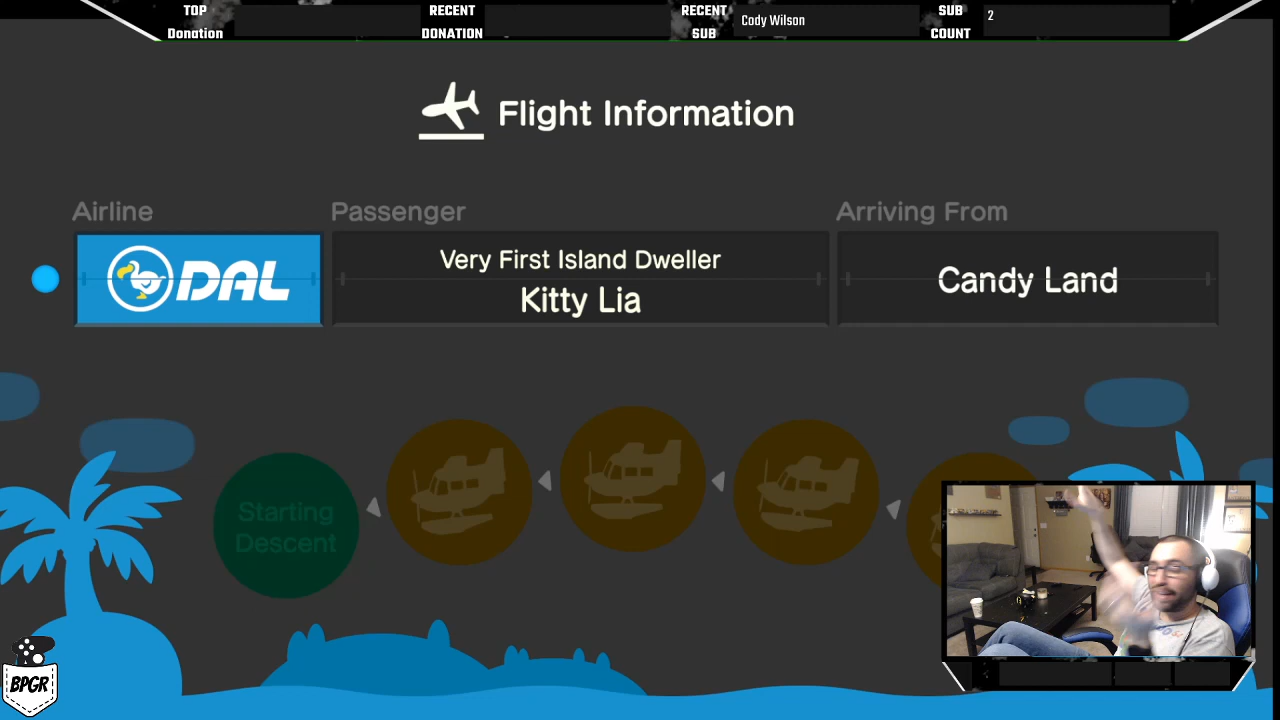 TOP
Donation
RECENT
DONATION
RECENT
SUB
Cody Wilson
SUB
COUNT
2
Flight Information
Airline
Passenger
Arriving From
DAL
Very First Island Dweller
Kitty Lia
Candy Land
Starting
Descent
BPGR